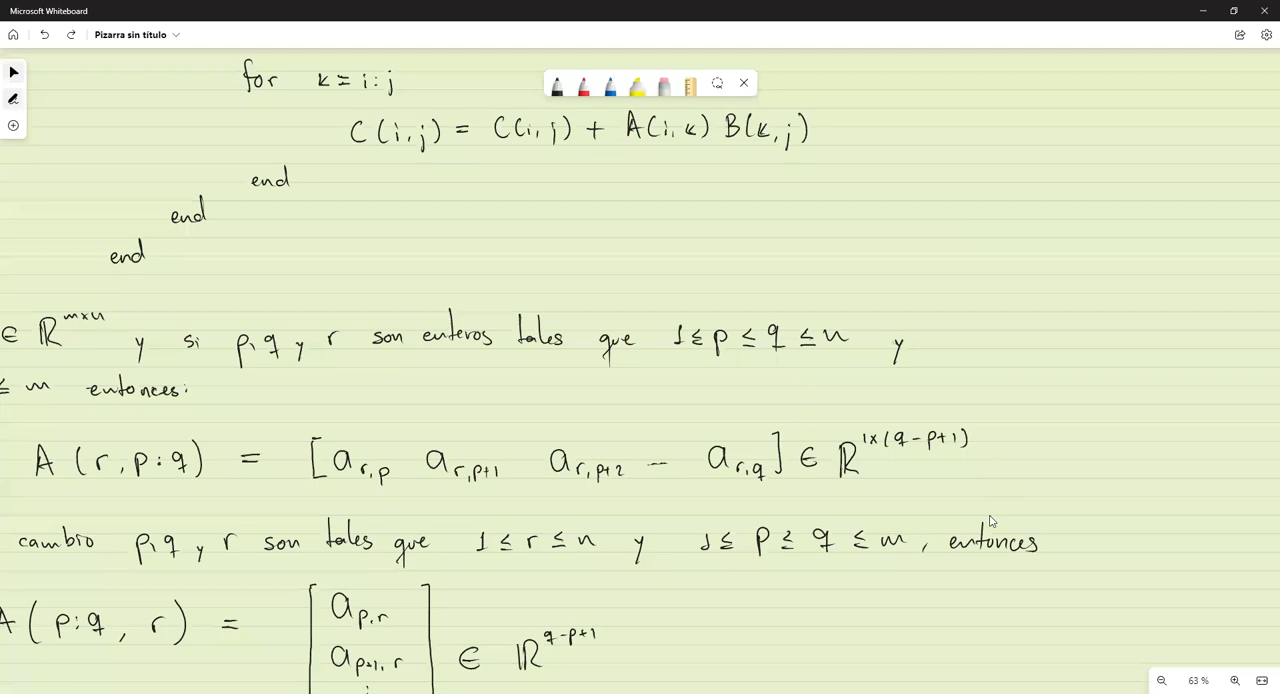 Microsoft Whiteboard
Pizarra sin título
for k = i : j
C(i,j) = C(i,j) + A(i,k) B(k,j)
end
end
end
∈ ℝ^{m×n} y si p, q y r son enteros tales que 1 ≤ p ≤ q ≤ n y
≤ m entonces:
A (r, p:q) = [a_{r,p} a_{r,p+1} a_{r,p+2} ... a_{r,q}] ∈ ℝ^{1×(q-p+1)}
cambio p, q y r son tales que 1 ≤ r ≤ n y 1 ≤ p ≥ q ≤ m, entonces
A(p:q, r) = [a_{p,r}
a_{p+1,r}] ∈ ℝ^{q-p+1}
63 %